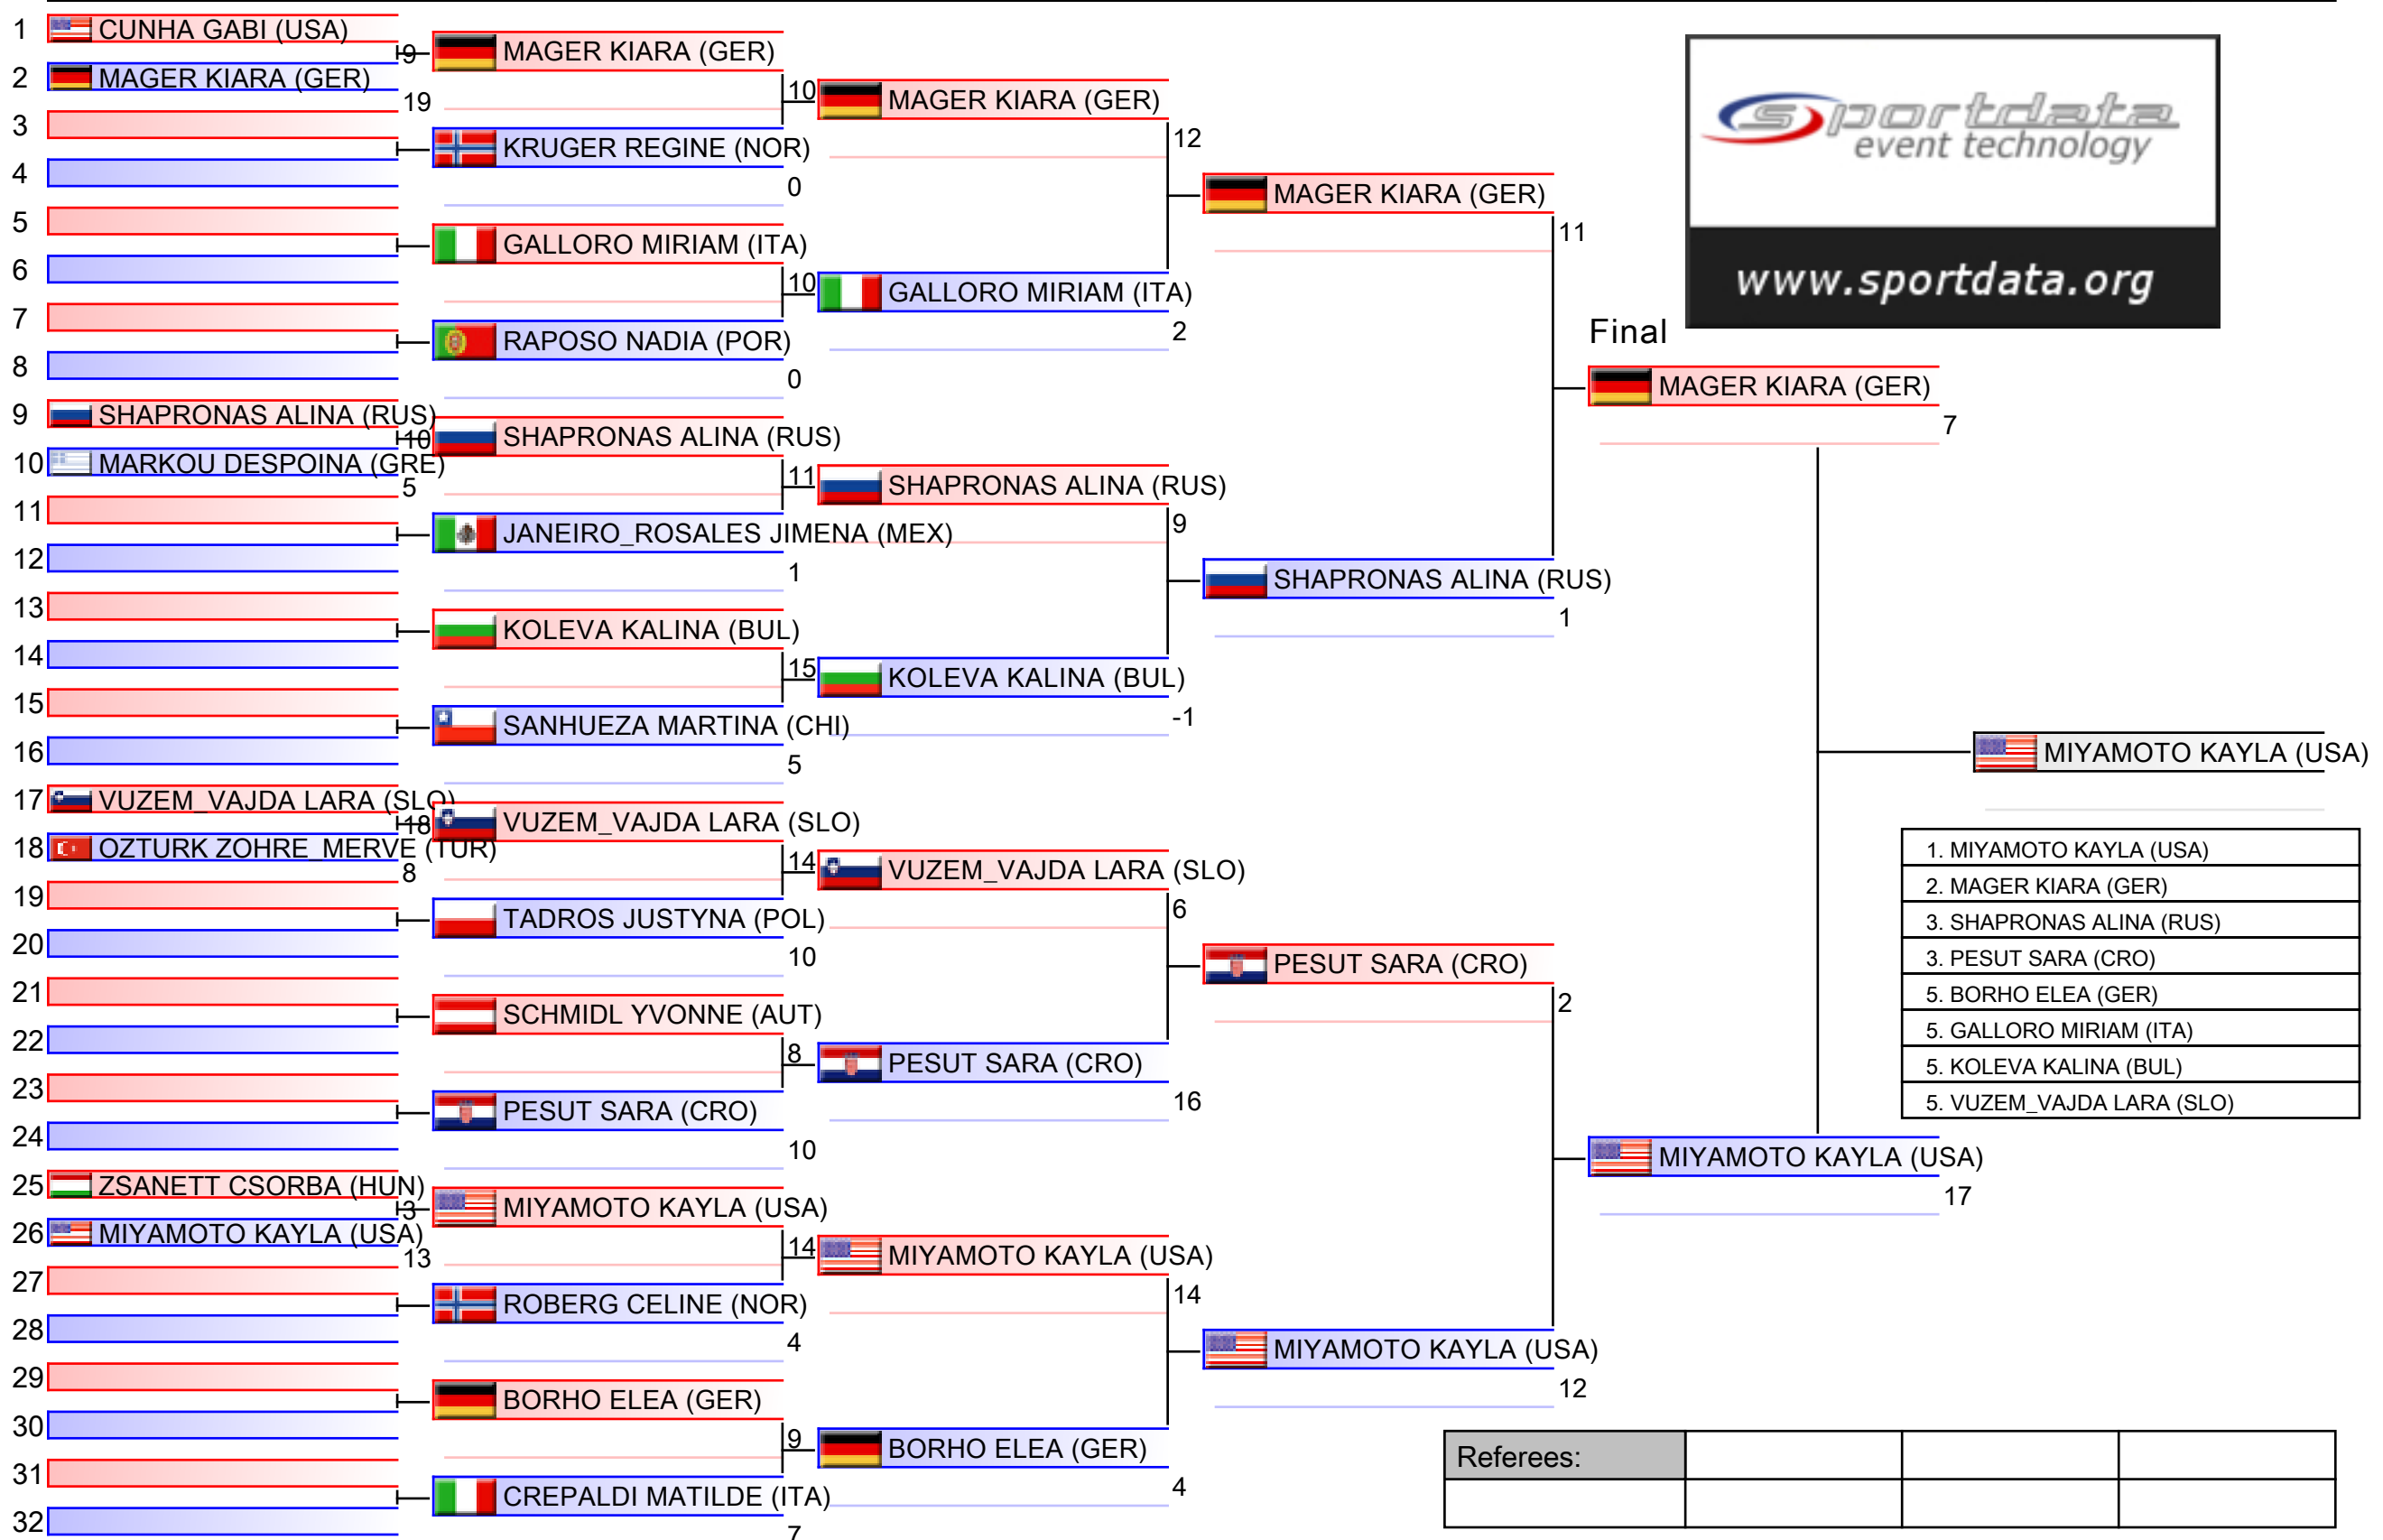 1 CUNHA GABI (USA)
9
2 MAGER KIARA (GER)
19
3
4
5
6
7
8
9 SHAPRONAS ALINA (RUS)
10
10 MARKOU DESPOINA (GRE)
5
11
12
13
14
15
16
17 VUZEM_VAJDA LARA (SLO)
18
18 OZTURK ZOHRE_MERVE (TUR)
8
19
20
21
22
23
24
25 ZSANETT CSORBA (HUN)
3
26 MIYAMOTO KAYLA (USA)
13
27
28
29
30
31
32
MAGER KIARA (GER)
10
KRUGER REGINE (NOR)
0
GALLORO MIRIAM (ITA)
10
RAPOSO NADIA (POR)
0
SHAPRONAS ALINA (RUS)
11
JANEIRO_ROSALES JIMENA (MEX)
1
KOLEVA KALINA (BUL)
15
SANHUEZA MARTINA (CHI)
5
VUZEM_VAJDA LARA (SLO)
14
TADROS JUSTYNA (POL)
10
SCHMIDL YVONNE (AUT)
8
PESUT SARA (CRO)
10
MIYAMOTO KAYLA (USA)
14
ROBERG CELINE (NOR)
4
BORHO ELEA (GER)
9
CREPALDI MATILDE (ITA)
7
MAGER KIARA (GER)
12
GALLORO MIRIAM (ITA)
2
SHAPRONAS ALINA (RUS)
9
KOLEVA KALINA (BUL)
-1
VUZEM_VAJDA LARA (SLO)
6
PESUT SARA (CRO)
16
MIYAMOTO KAYLA (USA)
14
BORHO ELEA (GER)
4
MAGER KIARA (GER)
11
SHAPRONAS ALINA (RUS)
1
PESUT SARA (CRO)
2
MIYAMOTO KAYLA (USA)
12
sportdata
event technology
www.sportdata.org
Final
MAGER KIARA (GER)
7
MIYAMOTO KAYLA (USA)
17
MIYAMOTO KAYLA (USA)
1. MIYAMOTO KAYLA (USA)
2. MAGER KIARA (GER)
3. SHAPRONAS ALINA (RUS)
3. PESUT SARA (CRO)
5. BORHO ELEA (GER)
5. GALLORO MIRIAM (ITA)
5. KOLEVA KALINA (BUL)
5. VUZEM_VAJDA LARA (SLO)
Referees: